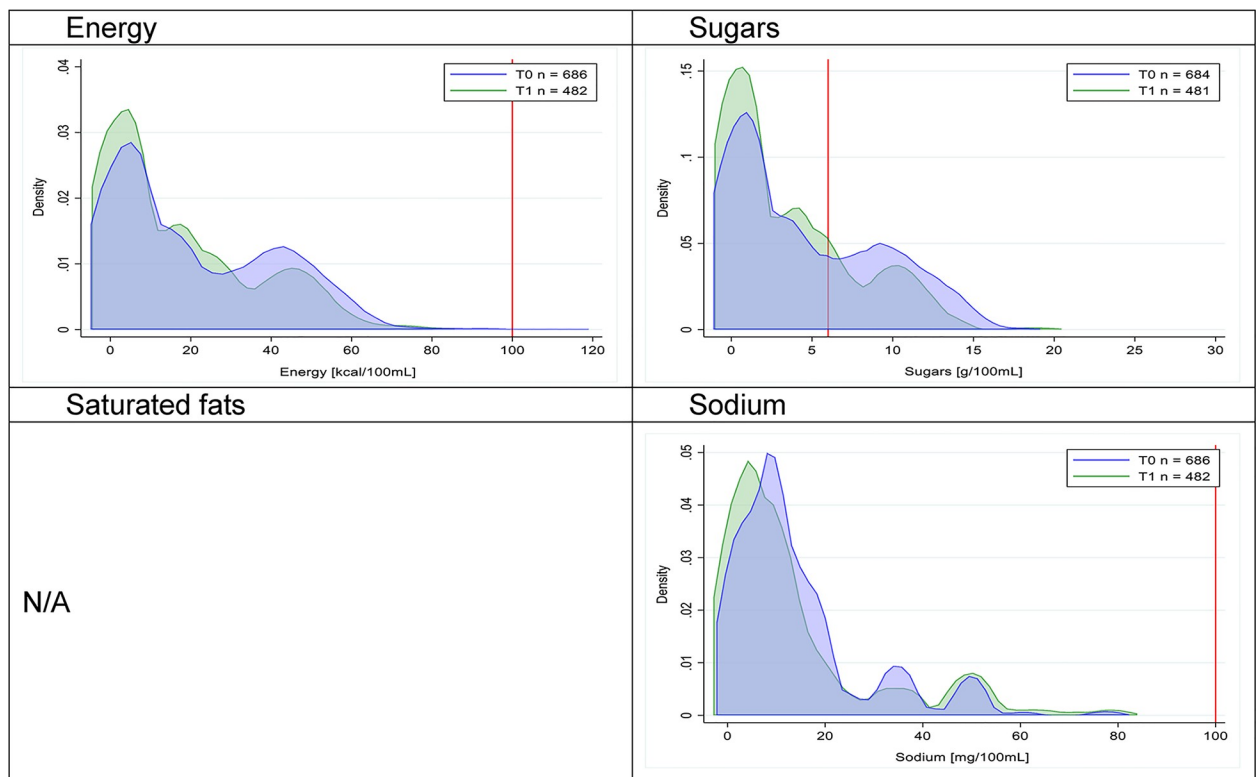 Energy
Sugars
T0 n = 686
T1 n = 482
Density
0
.01
.02
.03
.04
0
20
40
60
80
100
120
Energy [kcal/100mL]
T0 n = 684
T1 n = 481
Density
0
.05
.1
.15
0
5
10
15
20
25
30
Sugars [g/100mL]
Saturated fats
Sodium
N/A
T0 n = 686
T1 n = 482
Density
0
.01
.02
.03
.04
.05
0
20
40
60
80
100
Sodium [mg/100mL]